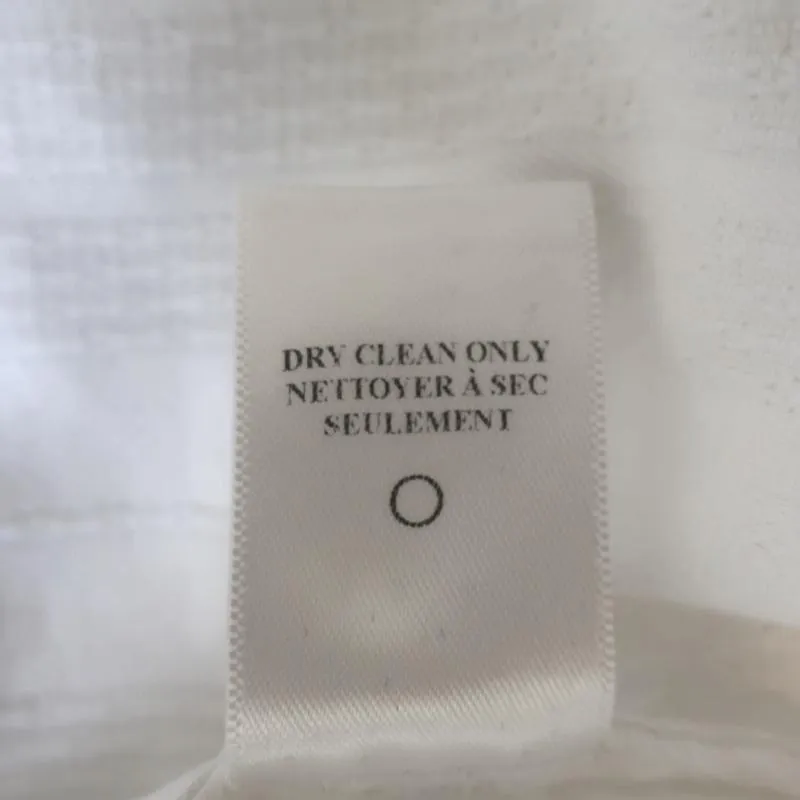 DRY CLEAN ONLY
NETTOYER À SEC
SEULEMENT